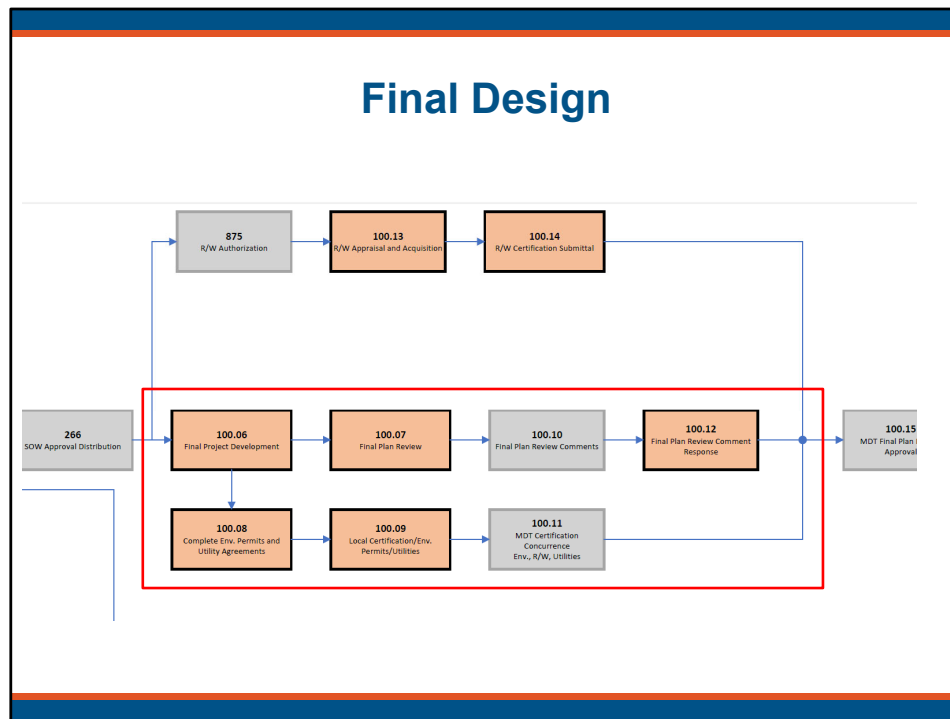 Final Design
875
R/W Authorization
100.13
R/W Appraisal and Acquisition
100.14
R/W Certification Submittal
266
SOW Approval Distribution
100.06
Final Project Development
100.07
Final Plan Review
100.10
Final Plan Review Comments
100.12
Final Plan Review Comment
Response
100.15
MDT Final Plan
Approval
100.08
Complete Env. Permits and
Utility Agreements
100.09
Local Certification/Env.
Permits/Utilities
100.11
MDT Certification
Concurrence
Env., R/W, Utilities